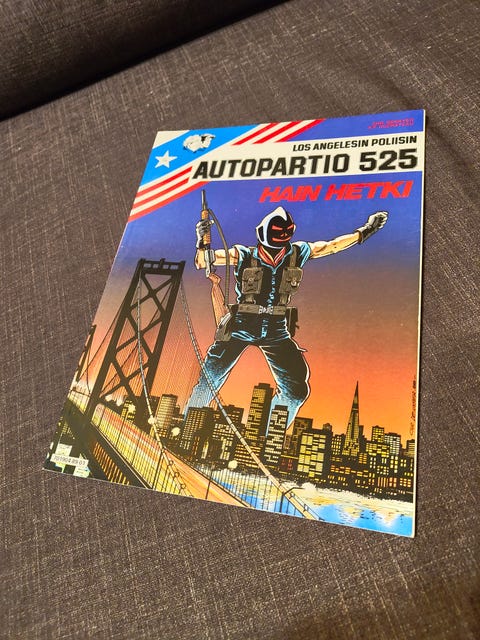 LOS ANGELESIN POLIISIN
AUTOPARTIO 525
HAIN HETKI